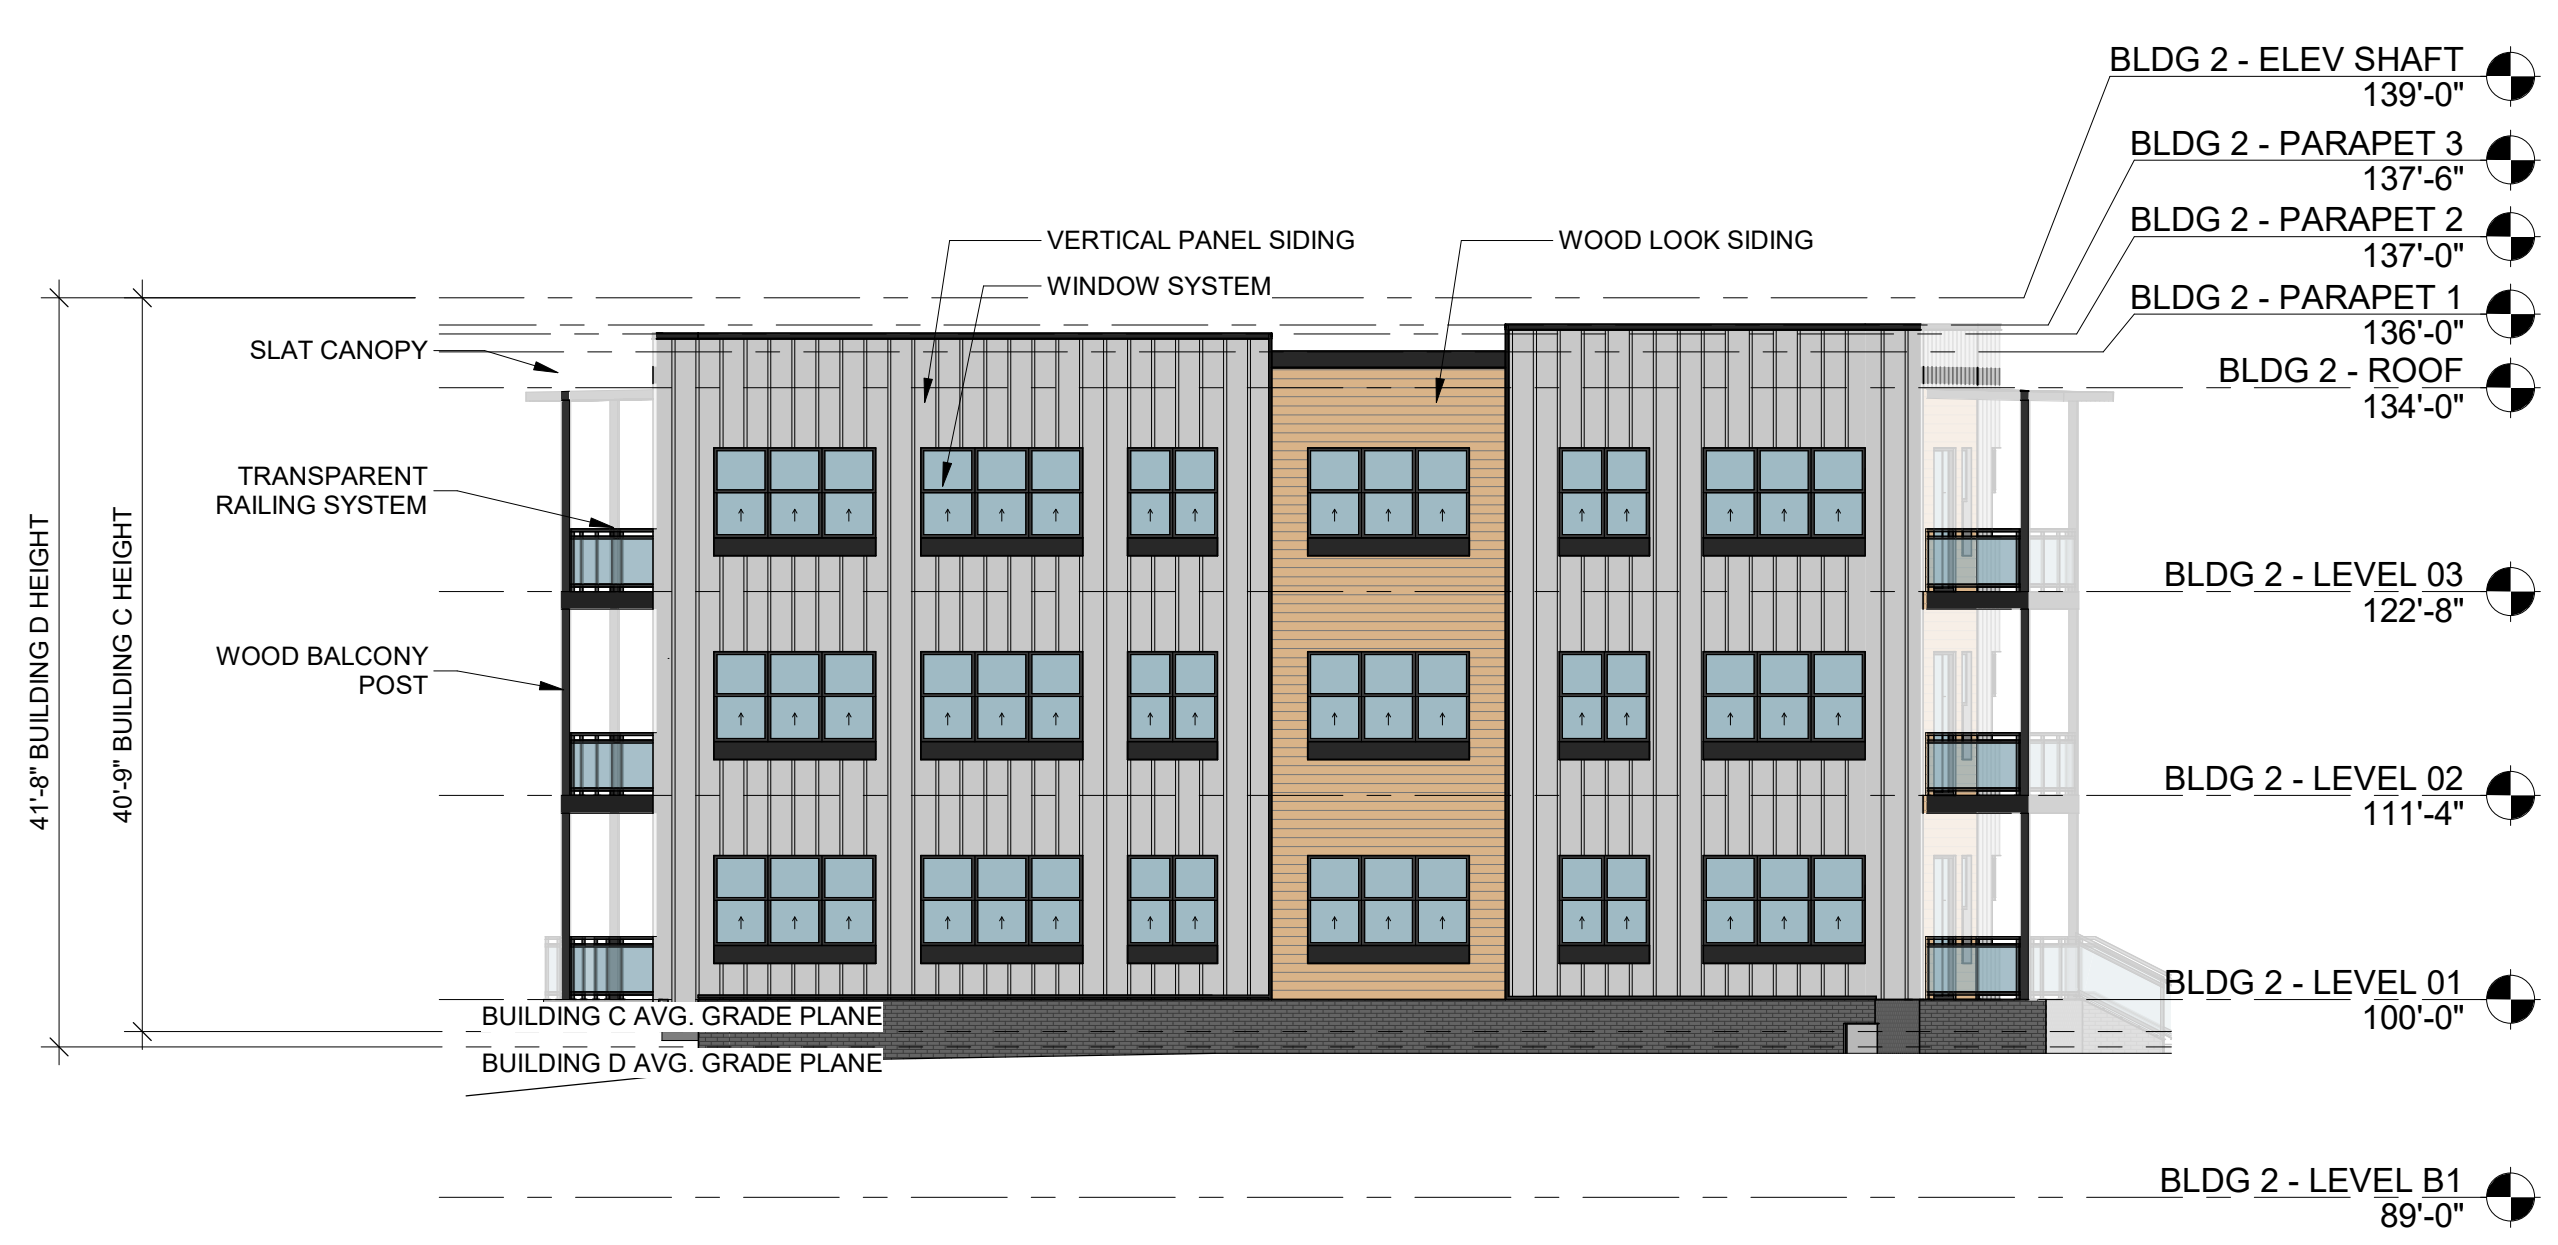 BLDG 2 - ELEV SHAFT
139'-0"
BLDG 2 - PARAPET 3
137'-6"
BLDG 2 - PARAPET 2
137'-0"
BLDG 2 - PARAPET 1
136'-0"
BLDG 2 - ROOF
134'-0"
VERTICAL PANEL SIDING
WOOD LOOK SIDING
WINDOW SYSTEM
SLAT CANOPY
TRANSPARENT
RAILING SYSTEM
WOOD BALCONY
POST
41'-8" BUILDING D HEIGHT
40'-9" BUILDING C HEIGHT
BLDG 2 - LEVEL 03
122'-8"
BLDG 2 - LEVEL 02
111'-4"
BLDG 2 - LEVEL 01
100'-0"
BUILDING C AVG. GRADE PLANE
BUILDING D AVG. GRADE PLANE
BLDG 2 - LEVEL B1
89'-0"